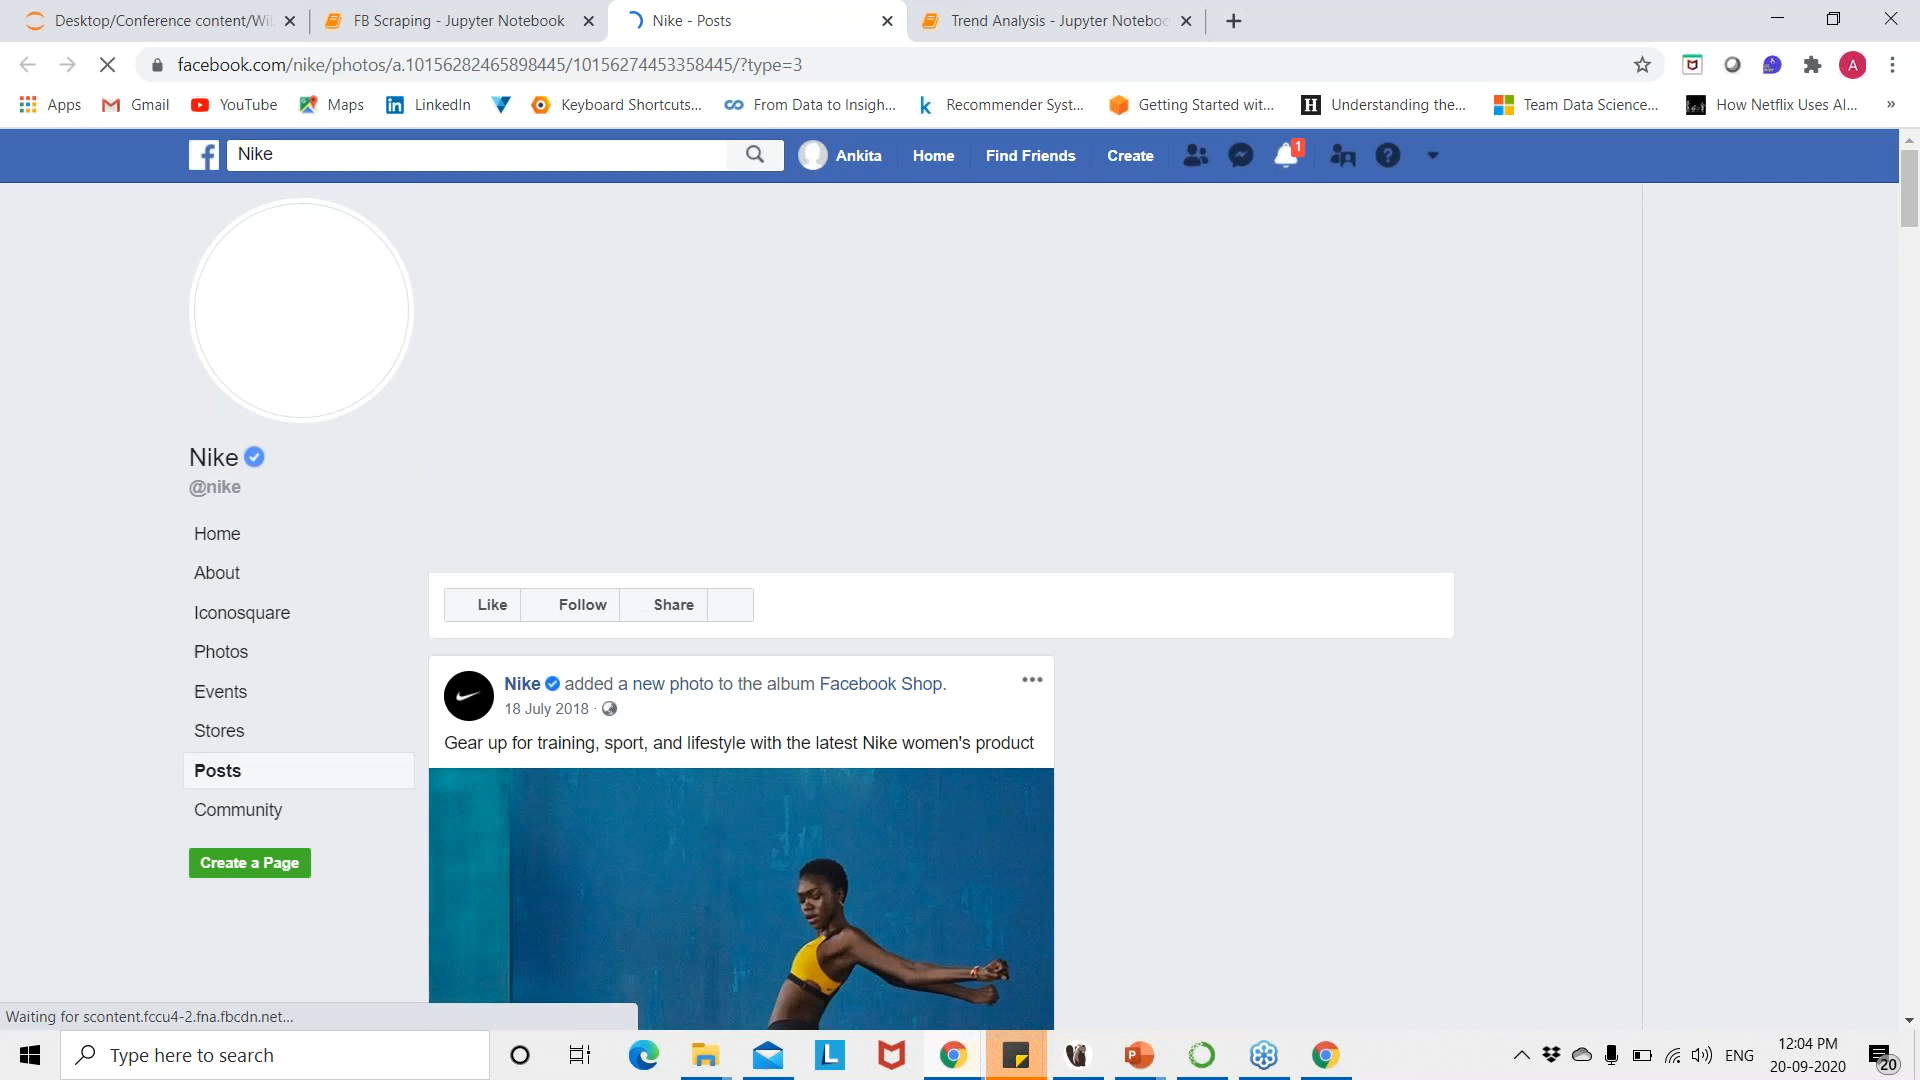 Desktop/Conference content/Wi
FB Scraping - Jupyter Notebook
Nike - Posts
Trend Analysis - Jupyter Noteboo
facebook.com/nike/photos/a.10156282465898445/10156274453358445/?type=3
A
Apps
Gmail
YouTube
Maps
LinkedIn
Keyboard Shortcuts...
From Data to Insigh...
Recommender Syst...
Getting Started wit...
Understanding the...
Team Data Science...
How Netflix Uses AI...
»
Nike
Ankita
Home
Find Friends
Create
1
Nike
@nike
Home
About
Iconosquare
Photos
Events
Stores
Posts
Community
Create a Page
Like
Follow
Share
Nike added a new photo to the album Facebook Shop.
18 July 2018 ·
Gear up for training, sport, and lifestyle with the latest Nike women's product
Waiting for scontent.fccu4-2.fna.fbcdn.net...
Type here to search
ENG
12:04 PM
20-09-2020
20